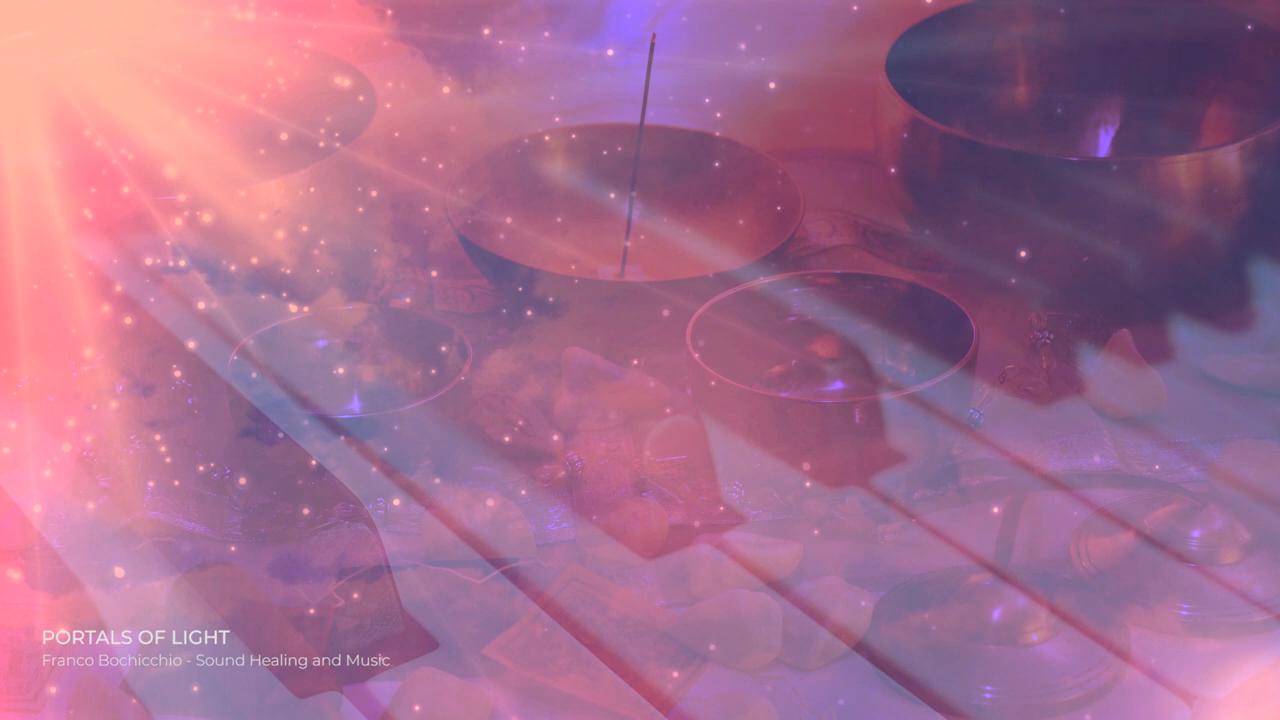 PORTALS OF LIGHT
Franco Bochicchio - Sound Healing and Music